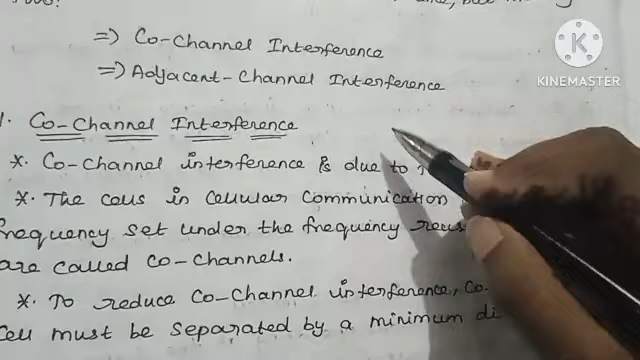 => Co-Channel Interference
=> Adjacent-Channel Interference
1. Co-Channel Interference
*. Co-Channel interference is due to
*. The cells in cellular communication
frequency set under the frequency reus
are called Co-Channels.
*. To reduce Co-Channel interference, Co-
cell must be separated by a minimum di
KINEMASTER